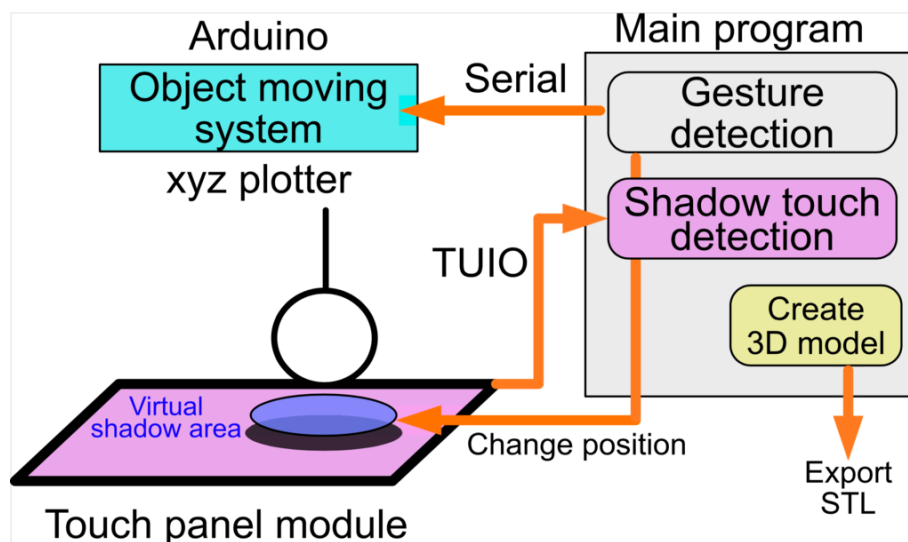 Arduino
Object moving
system
xyz plotter
Serial
Main program
Gesture
detection
Shadow touch
detection
TUIO
Create
3D model
Virtual
shadow area
Change position
Export
STL
Touch panel module